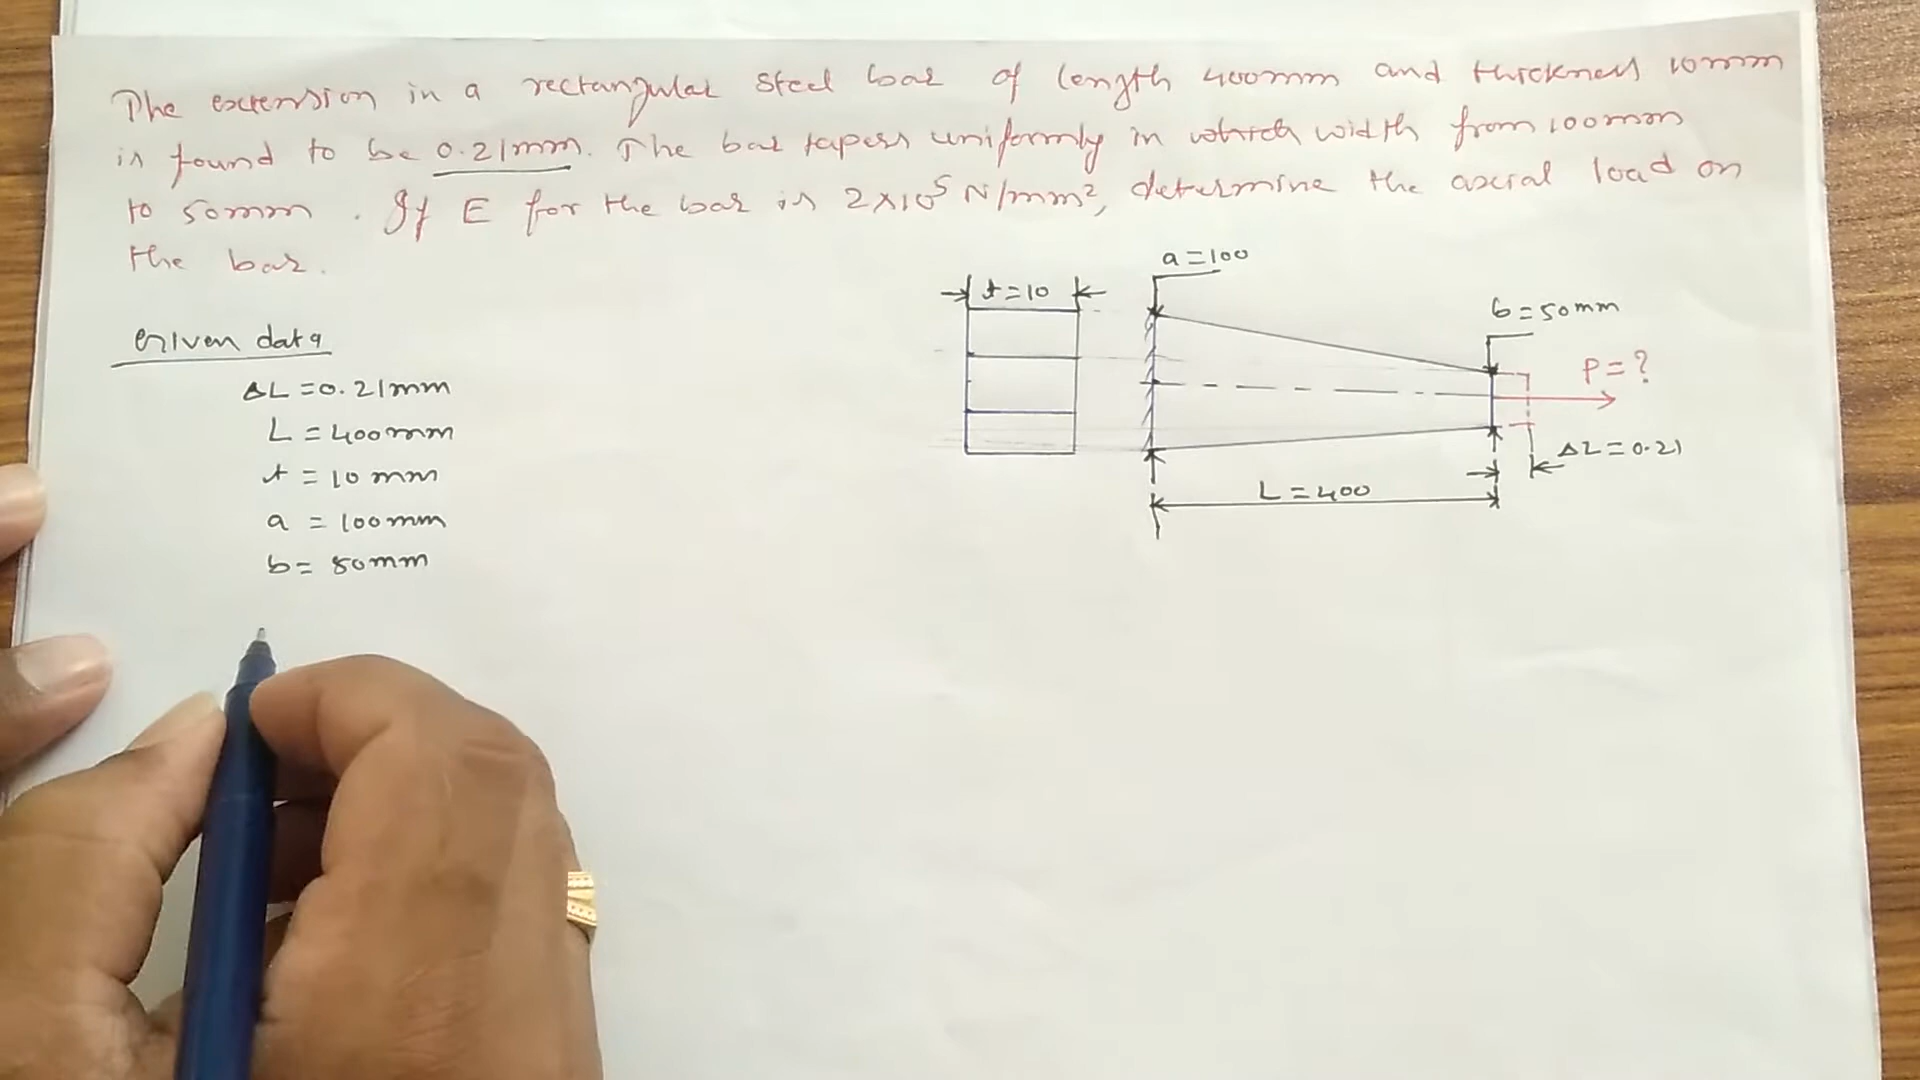 The extension in a rectangular steel bar of length 400mm and thickness 10mm
is found to be 0.21mm. The bar tapers uniformly in which width from 100mm
to 50mm. If E for the bar is 2×10⁵ N/mm², determine the axial load on
the bar.
Given data
ΔL = 0.21mm
L = 400mm
t = 10 mm
a = 100mm
b = 50mm
t=10
a=100
b=50mm
P=?
ΔL=0.21
L=400